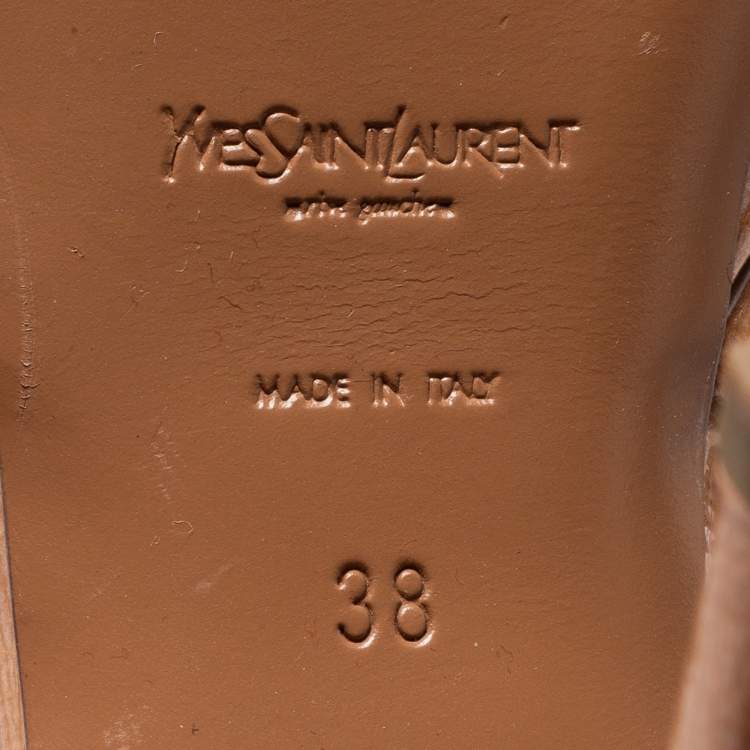 YVESSAINTLAURENT
rive gauche
MADE IN ITALY
38